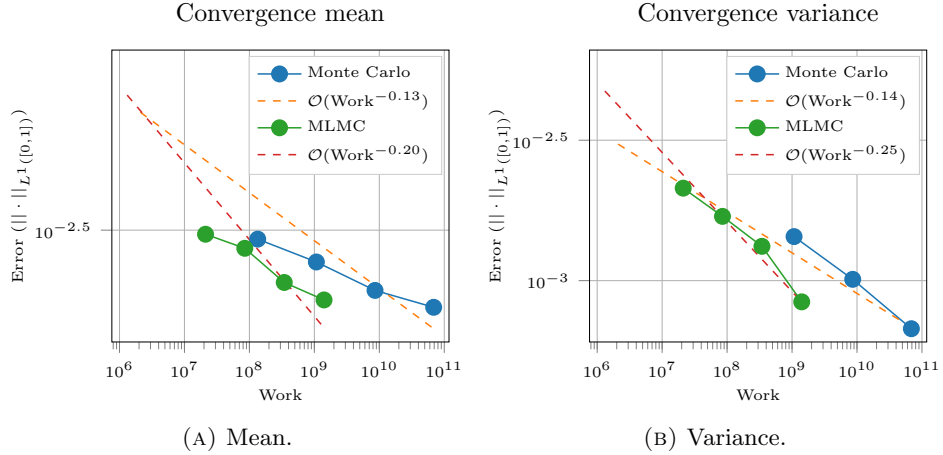 Convergence mean
Monte Carlo
𝒪(Work^{-0.13})
MLMC
𝒪(Work^{-0.20})
Error (|| · ||_{L^1([0,1])})
10^{-2.5}
10^6 10^7 10^8 10^9 10^{10} 10^{11}
Work
(A) Mean.
Convergence variance
Monte Carlo
𝒪(Work^{-0.14})
MLMC
𝒪(Work^{-0.25})
Error (|| · ||_{L^1([0,1])})
10^{-2.5}
10^{-3}
10^6 10^7 10^8 10^9 10^{10} 10^{11}
Work
(B) Variance.